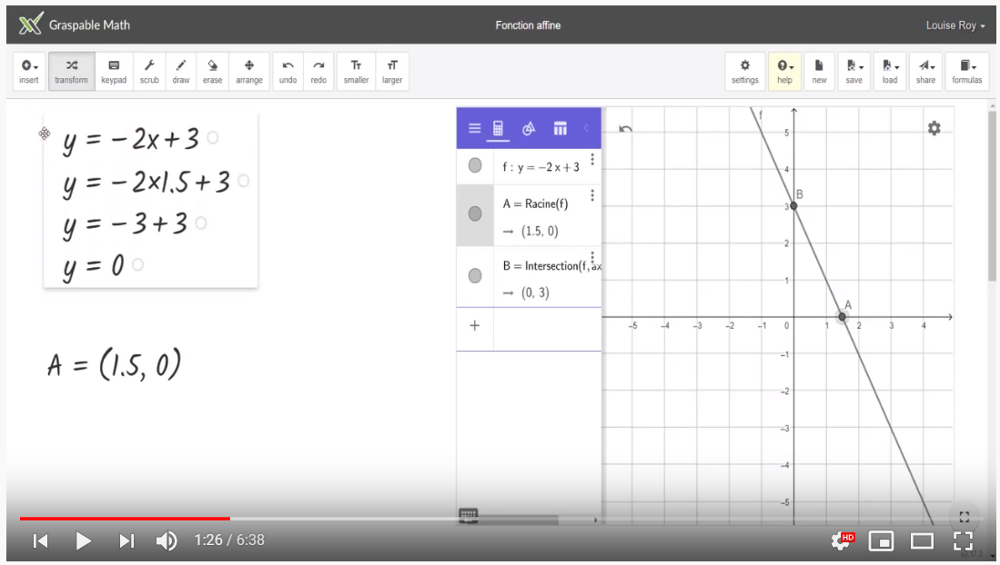 Graspable Math
Fonction affine
Louise Roy
insert
transform
keypad
scrub
draw
erase
arrange
undo
redo
Tт
smaller
тT
larger
settings
help
new
save
load
share
formulas
y = −2x+3
y = −2×1.5+3
y = −3+3
y = 0
A = (1.5, 0)
f : y = −2 x + 3
A = Racine(f)
→ (1.5, 0)
B = Intersection(f, ax
→ (0, 3)
+
f
B
A
5
4
3
2
1
0
−1
−2
−3
−4
−5
−5 −4 −3 −2 −1 0 1 2 3 4
1:26 / 6:38
HD